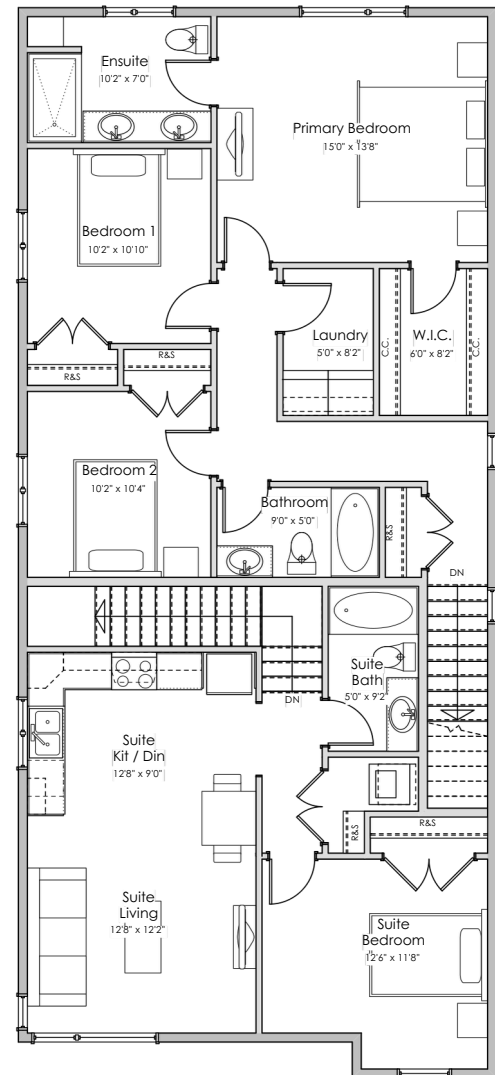 Ensuite
10'2" x 7'0"
Primary Bedroom
15'0" x 13'8"
Bedroom 1
10'2" x 10'10"
Laundry
5'0" x 8'2"
C.C.
W.I.C.
6'0" x 8'2"
C.C.
R&S
R&S
Bedroom 2
10'2" x 10'4"
Bathroom
9'0" x 5'0"
R&S
DN
DN
Suite
Bath
5'0" x 9'2"
Suite
Kit / Din
12'8" x 9'0"
R&S
R&S
Suite
Living
12'8" x 12'2"
Suite
Bedroom
12'6" x 11'8"